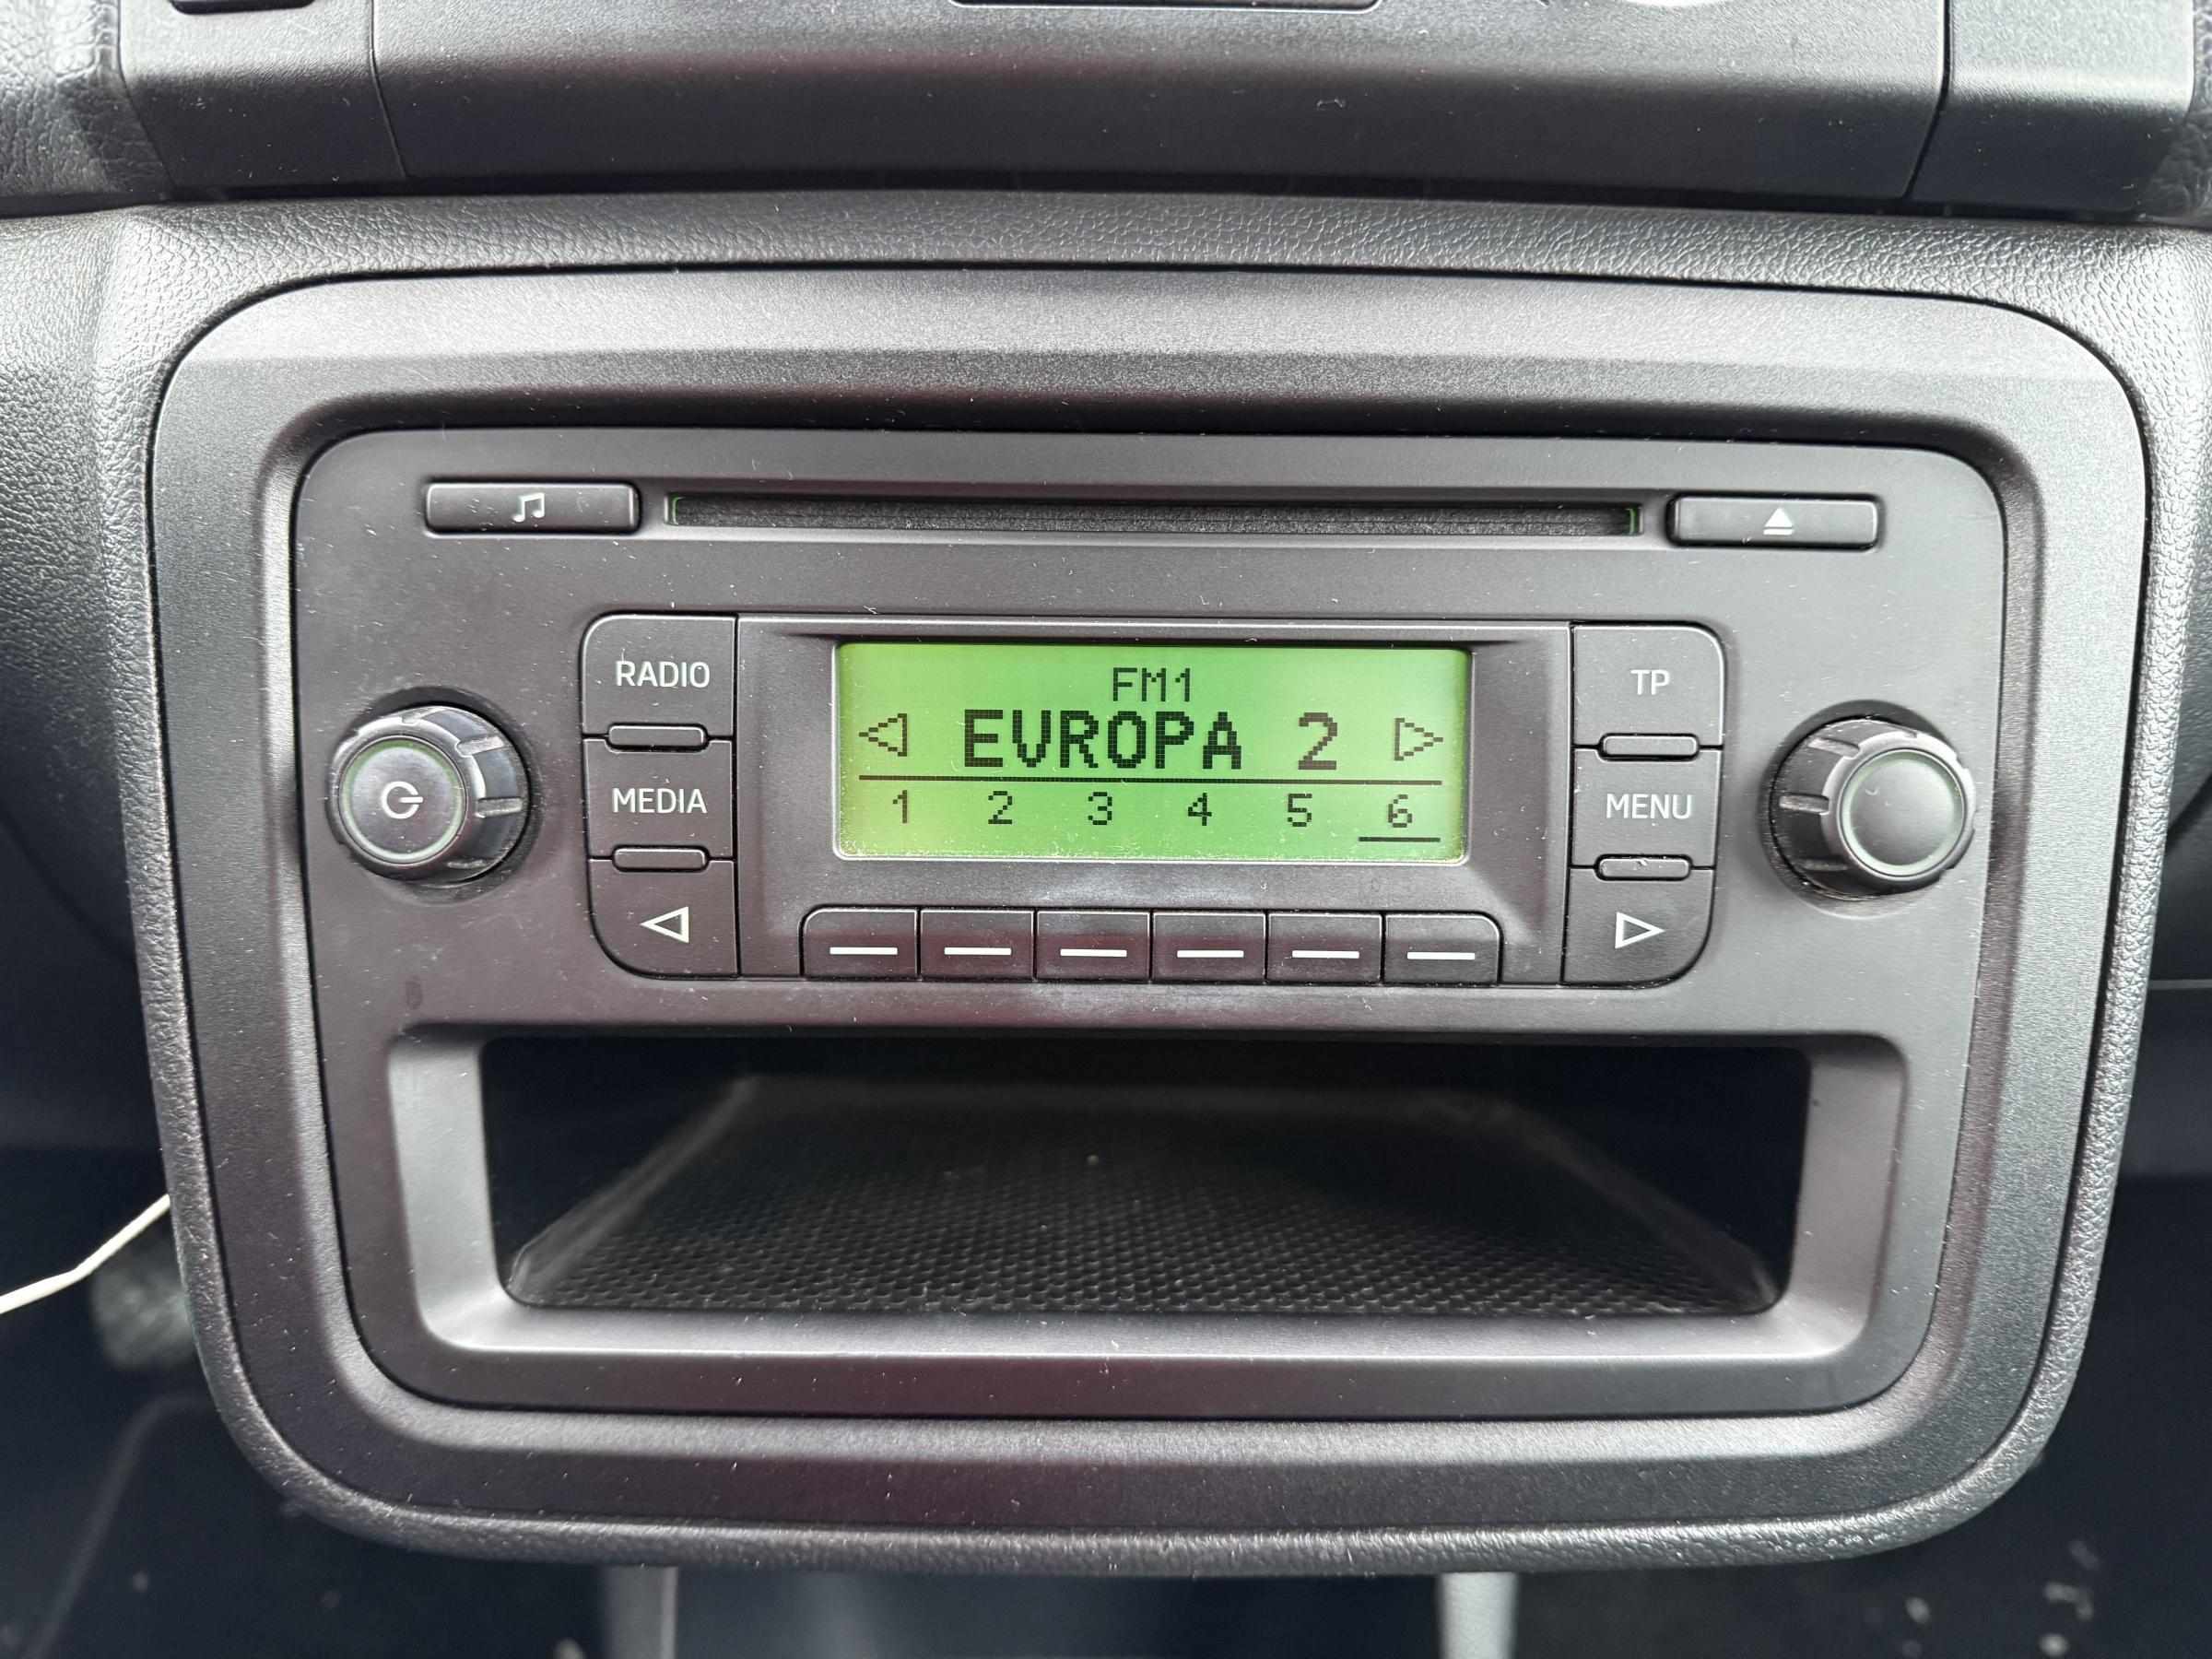 RADIO
MEDIA
FM1
EVROPA 2
1 2 3 4 5 6
TP
MENU